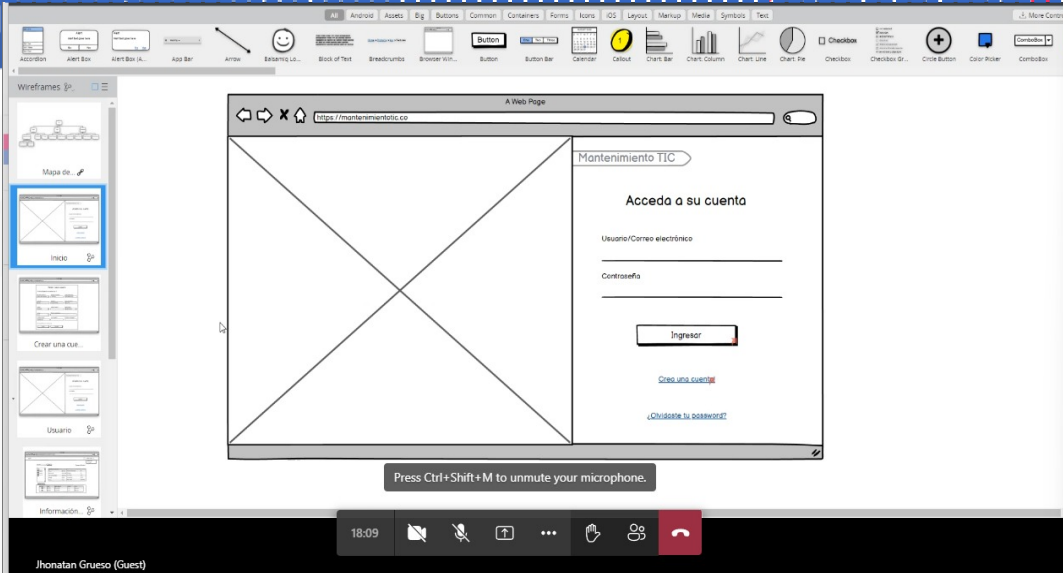 All Android Assets Big Buttons Common Containers Forms Icons iOS Layout Markup Media Symbols Text
Accordion Alert Box Alert Box (A... App Bar Arrow Balsamiq Lo... Block of Text Breadcrumbs Browser Win... Button Button Bar Calendar Callout Chart: Bar Chart: Column Chart: Line Chart: Pie Checkbox Checkbox Gr... Circle Button Color Picker ComboBox
Button
1
Checkbox
ComboBox
Wireframes
Mapa de...
Inicio
Crear una cue...
Usuario
Información...
A Web Page
https://mantenimientotic.co
Mantenimiento TIC
Acceda a su cuenta
Usuario/Correo electrónico
Contraseña
Ingresar
Crea una cuenta
¿Olvidaste tu password?
Press Ctrl+Shift+M to unmute your microphone.
18:09
Jhonatan Grueso (Guest)